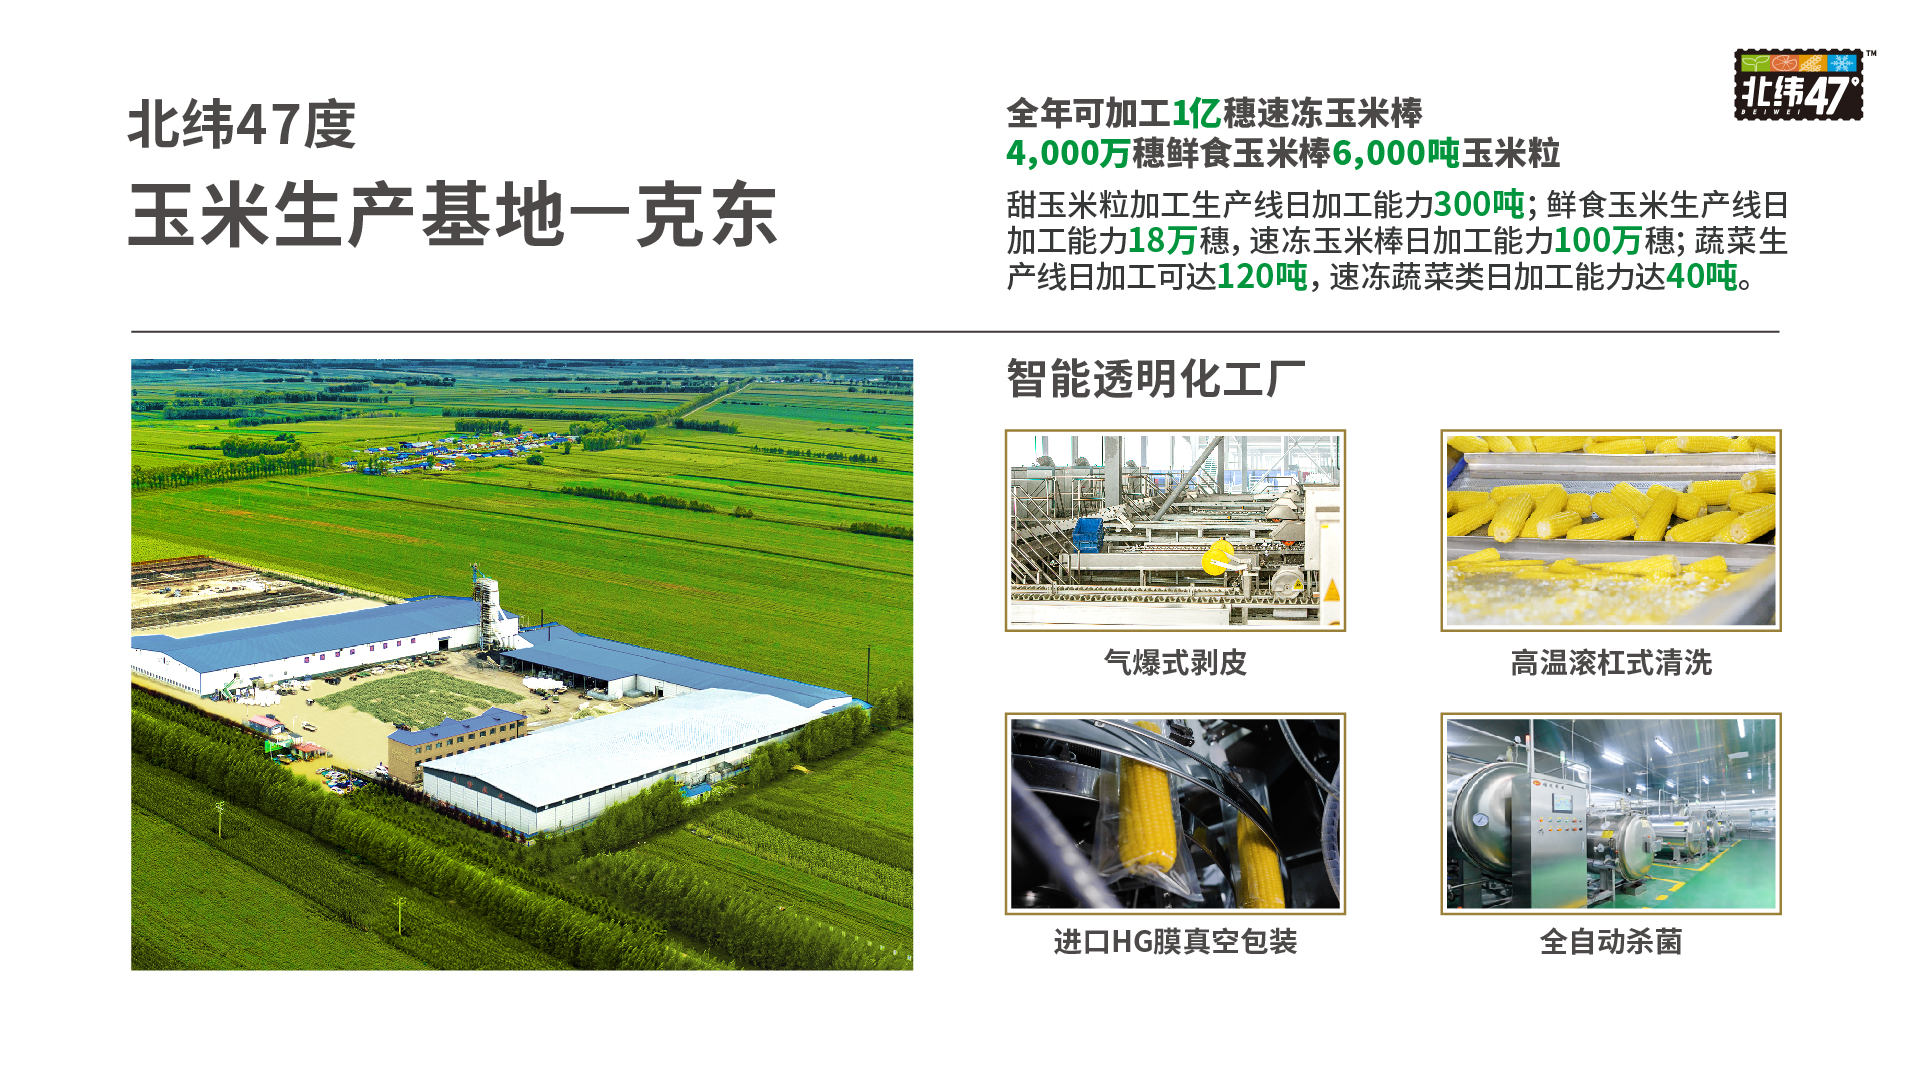 北纬47度
玉米生产基地一克东
全年可加工1亿穗速冻玉米棒
4,000万穗鲜食玉米棒6,000吨玉米粒
甜玉米粒加工生产线日加工能力300吨；鲜食玉米生产线日
加工能力18万穗，速冻玉米棒日加工能力100万穗；蔬菜生
产线日加工可达120吨，速冻蔬菜类日加工能力达40吨。
北纬47°
BEIWEI
TM
智能透明化工厂
气爆式剥皮
高温滚杠式清洗
进口HG膜真空包装
全自动杀菌